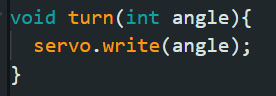 void turn(int angle){
  servo.write(angle);
}